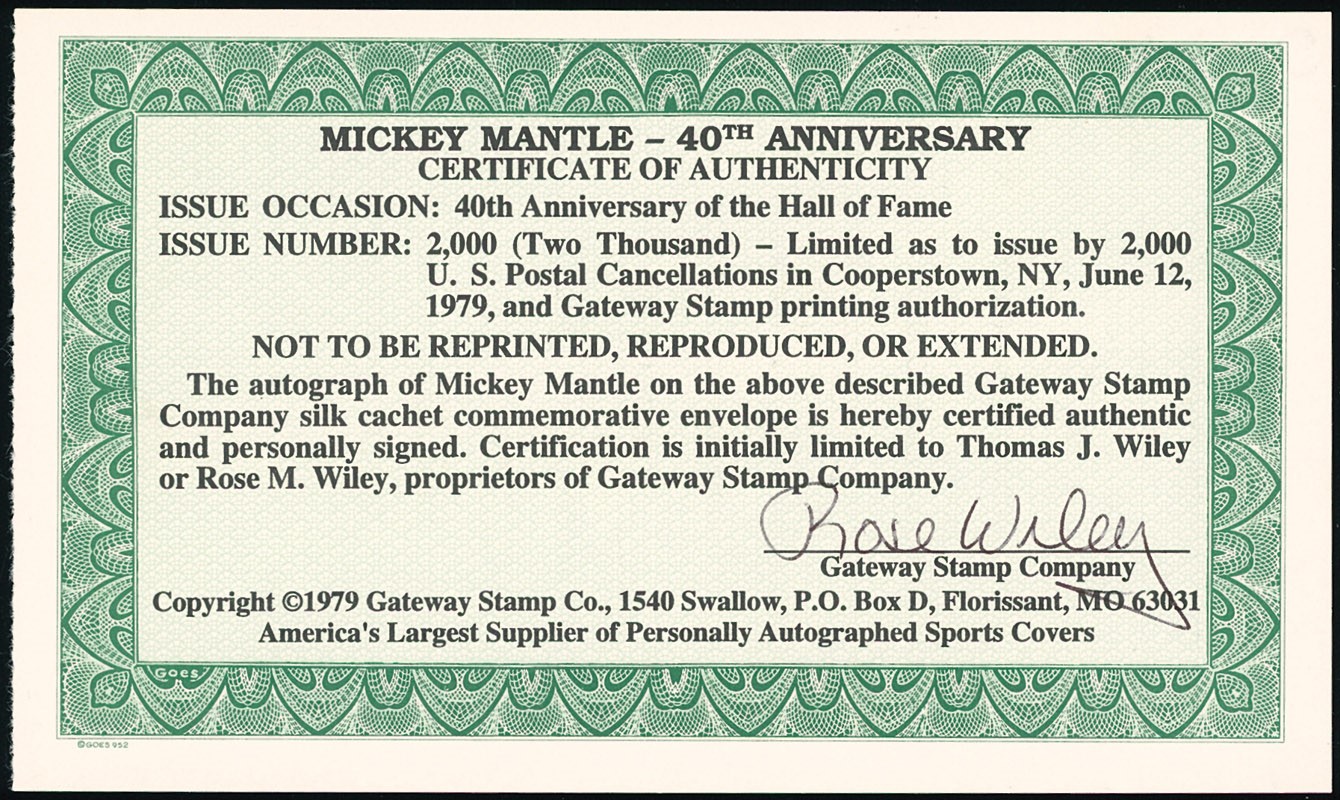 MICKEY MANTLE – 40TH ANNIVERSARY
CERTIFICATE OF AUTHENTICITY
ISSUE OCCASION: 40th Anniversary of the Hall of Fame
ISSUE NUMBER: 2,000 (Two Thousand) – Limited as to issue by 2,000
U. S. Postal Cancellations in Cooperstown, NY, June 12,
1979, and Gateway Stamp printing authorization.
NOT TO BE REPRINTED, REPRODUCED, OR EXTENDED.
The autograph of Mickey Mantle on the above described Gateway Stamp
Company silk cachet commemorative envelope is hereby certified authentic
and personally signed. Certification is initially limited to Thomas J. Wiley
or Rose M. Wiley, proprietors of Gateway Stamp Company.
Rose Wiley
Gateway Stamp Company
Copyright ©1979 Gateway Stamp Co., 1540 Swallow, P.O. Box D, Florissant, MO 63031
America's Largest Supplier of Personally Autographed Sports Covers
GOES
©GOES 952